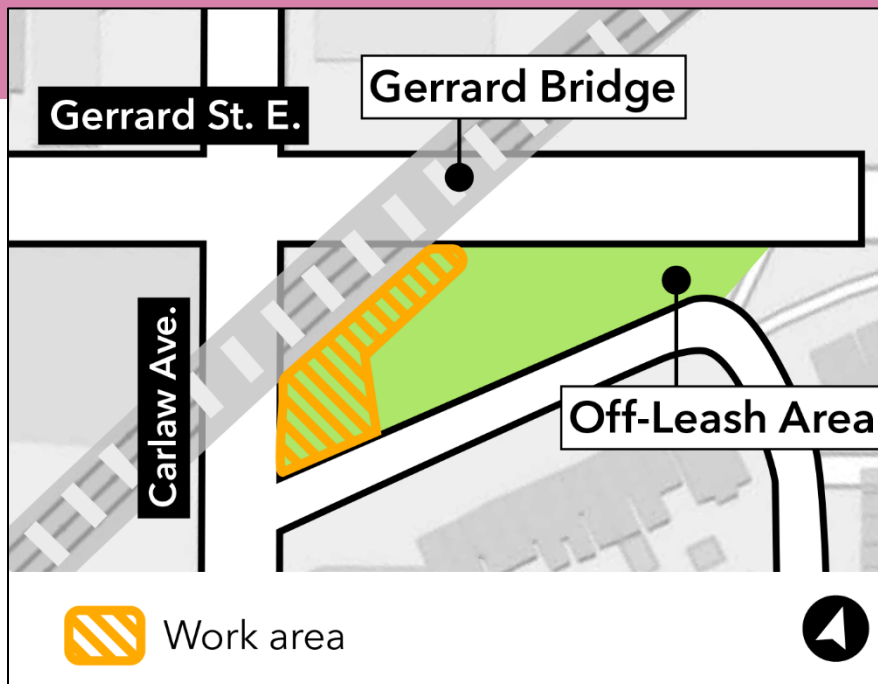 Gerrard Bridge
Gerrard St. E.
Carlaw Ave.
Off-Leash Area
Work area